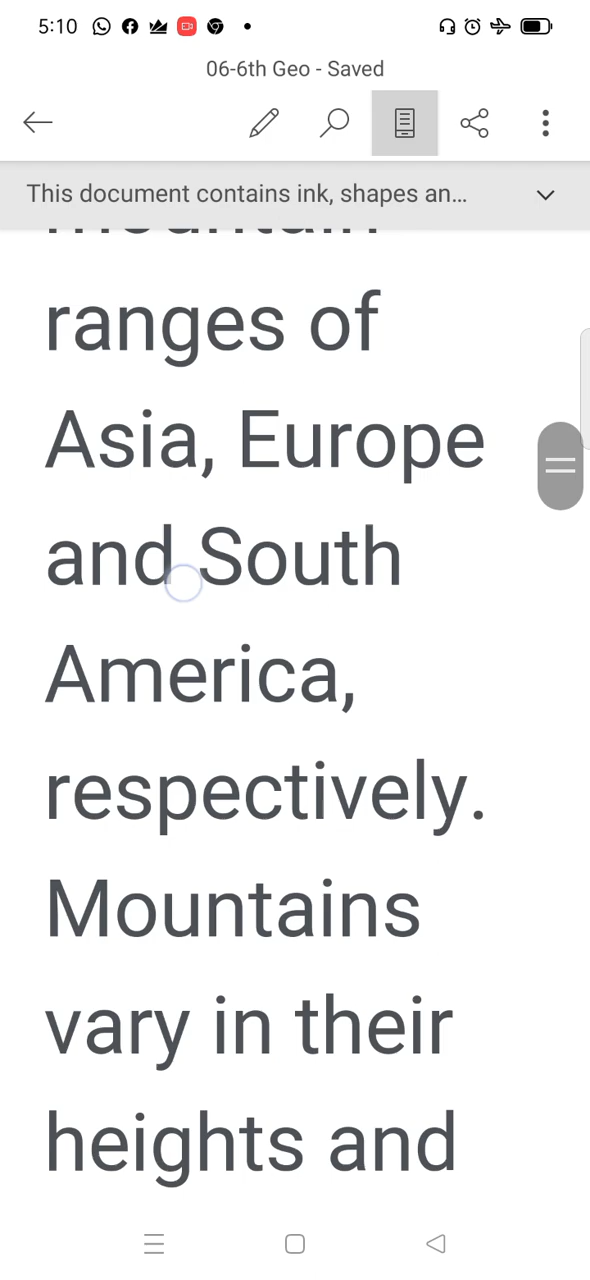 5:10
06-6th Geo - Saved
This document contains ink, shapes an...
ranges of
Asia, Europe
and South
America,
respectively.
Mountains
vary in their
heights and